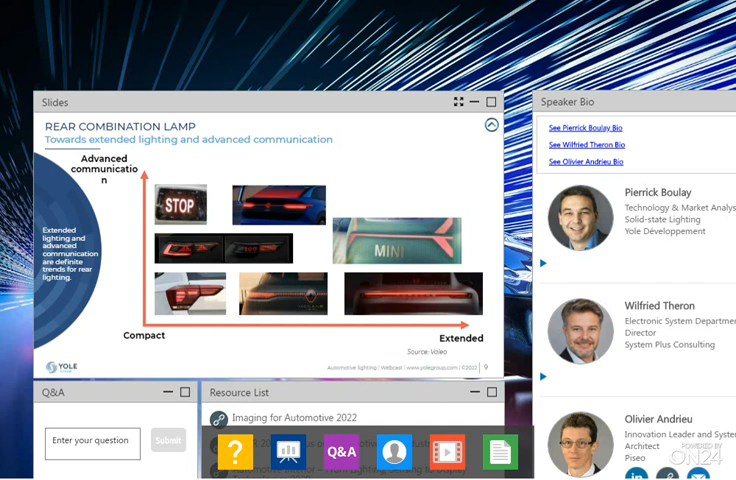 Slides
REAR COMBINATION LAMP
Towards extended lighting and advanced communication
Advanced
communicatio
n
Extended
lighting and
advanced
communication
are definite
trends for rear
lighting.
STOP
MINI
Compact
Extended
Source: Valeo
YOLE
Automotive lighting | Webcast | www.yolegroup.com | ©2022 | 9
Speaker Bio
See Pierrick Boulay Bio
See Wilfried Theron Bio
See Olivier Andrieu Bio
Pierrick Boulay
Technology & Market Analys
Solid-state Lighting
Yole Développement
Wilfried Theron
Electronic System Departme
Director
System Plus Consulting
Olivier Andrieu
Innovation Leader and Syste
Architect
Piseo
POWERED BY
ON24
Q&A
Enter your question
Submit
Resource List
Imaging for Automotive 2022
?
Q&A
in